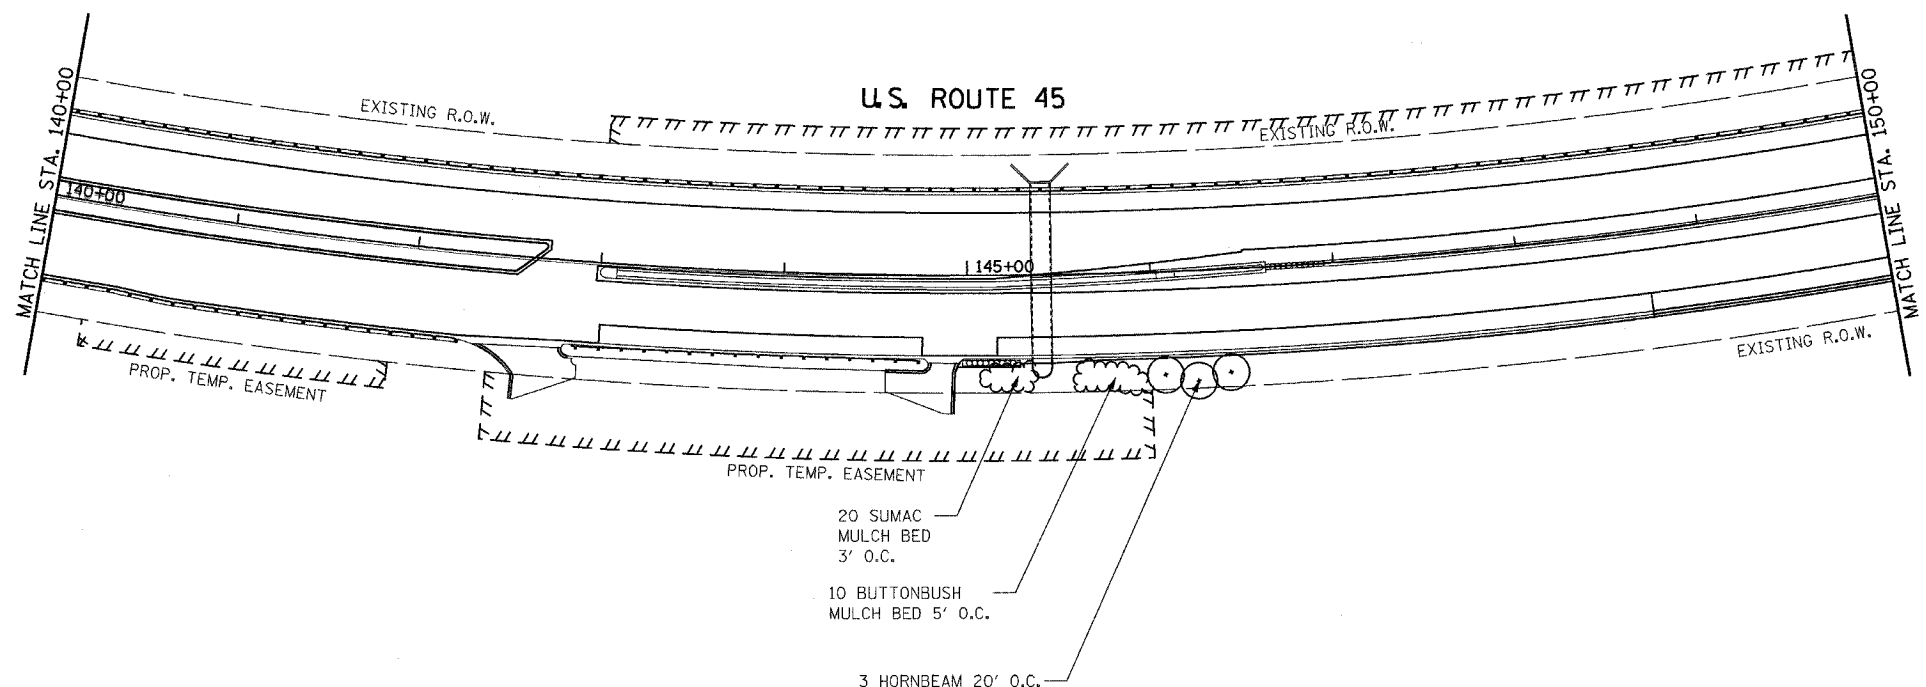 U.S. ROUTE 45
EXISTING R.O.W.
EXISTING R.O.W.
MATCH LINE STA. 140+00
140+00
145+00
MATCH LINE STA. 150+00
EXISTING R.O.W.
PROP. TEMP. EASEMENT
PROP. TEMP. EASEMENT
20 SUMAC
MULCH BED
3' O.C.
10 BUTTONBUSH
MULCH BED 5' O.C.
3 HORNBEAM 20' O.C.